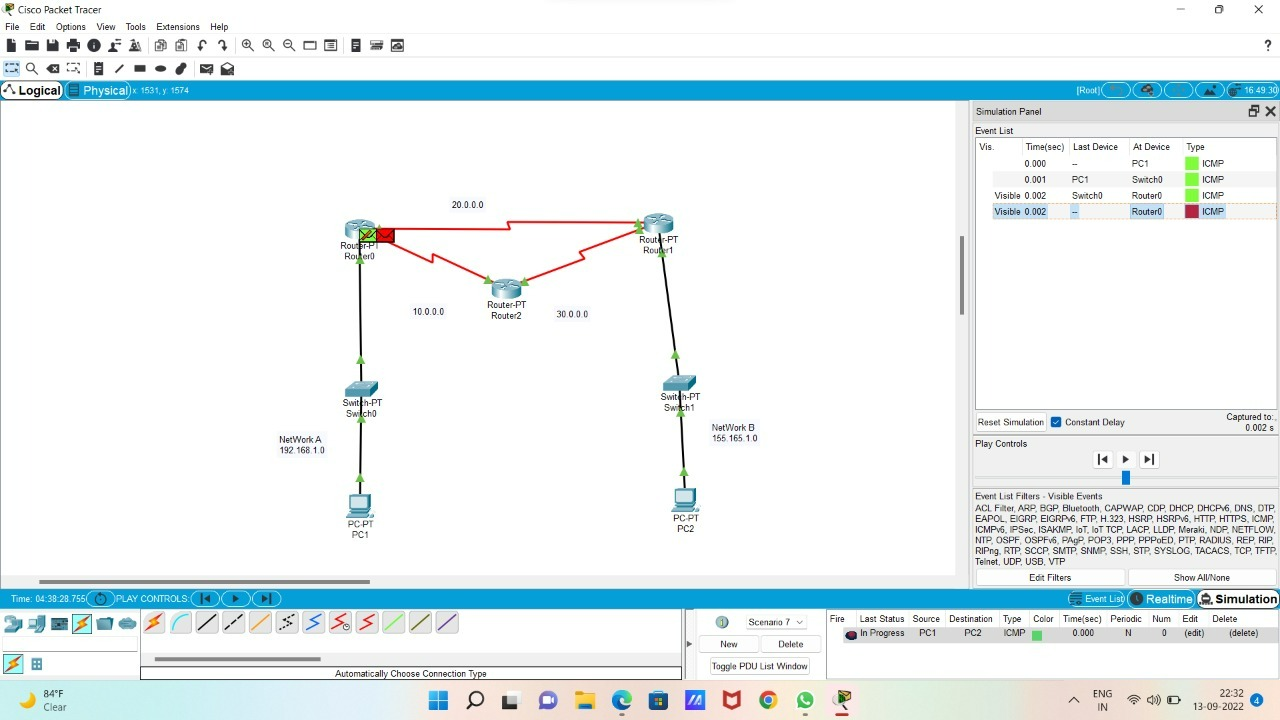 Cisco Packet Tracer
File Edit Options View Tools Extensions Help
?
Logical Physical x: 1531, y: 1574 [Root] 16:49:30
20.0.0.0
Router-PT
Router0
Router-PT
Router1
Router-PT
Router2
10.0.0.0
30.0.0.0
Switch-PT
Switch0
Switch-PT
Switch1
NetWork A
192.168.1.0
NetWork B
155.165.1.0
PC-PT
PC1
PC-PT
PC2
Simulation Panel
Event List
Vis. Time(sec) Last Device At Device Type
0.000 -- PC1 ICMP
0.001 PC1 Switch0 ICMP
Visible 0.002 Switch0 Router0 ICMP
Visible 0.002 -- Router0 ICMP
Reset Simulation Constant Delay Captured to:
0.002 s
Play Controls
Event List Filters - Visible Events
ACL Filter, ARP, BGP, Bluetooth, CAPWAP, CDP, DHCP, DHCPv6, DNS, DTP,
EAPOL, EIGRP, EIGRPv6, FTP, H.323, HSRP, HSRPv6, HTTP, HTTPS, ICMP,
ICMPv6, IPSec, ISAKMP, IoT, IoT TCP, LACP, LLDP, Meraki, NDP, NETFLOW,
NTP, OSPF, OSPFv6, PAgP, POP3, PPP, PPPoED, PTP, RADIUS, REP, RIP,
RIPng, RTP, SCCP, SMTP, SNMP, SSH, STP, SYSLOG, TACACS, TCP, TFTP,
Telnet, UDP, USB, VTP
Edit Filters Show All/None
Time: 04:38:28.755 PLAY CONTROLS: Event List Realtime Simulation
Automatically Choose Connection Type
Scenario 7
New Delete
Toggle PDU List Window
Fire Last Status Source Destination Type Color Time(sec) Periodic Num Edit Delete
In Progress PC1 PC2 ICMP 0.000 N 0 (edit) (delete)
84°F
Clear
ENG
IN
22:32
13-09-2022
4